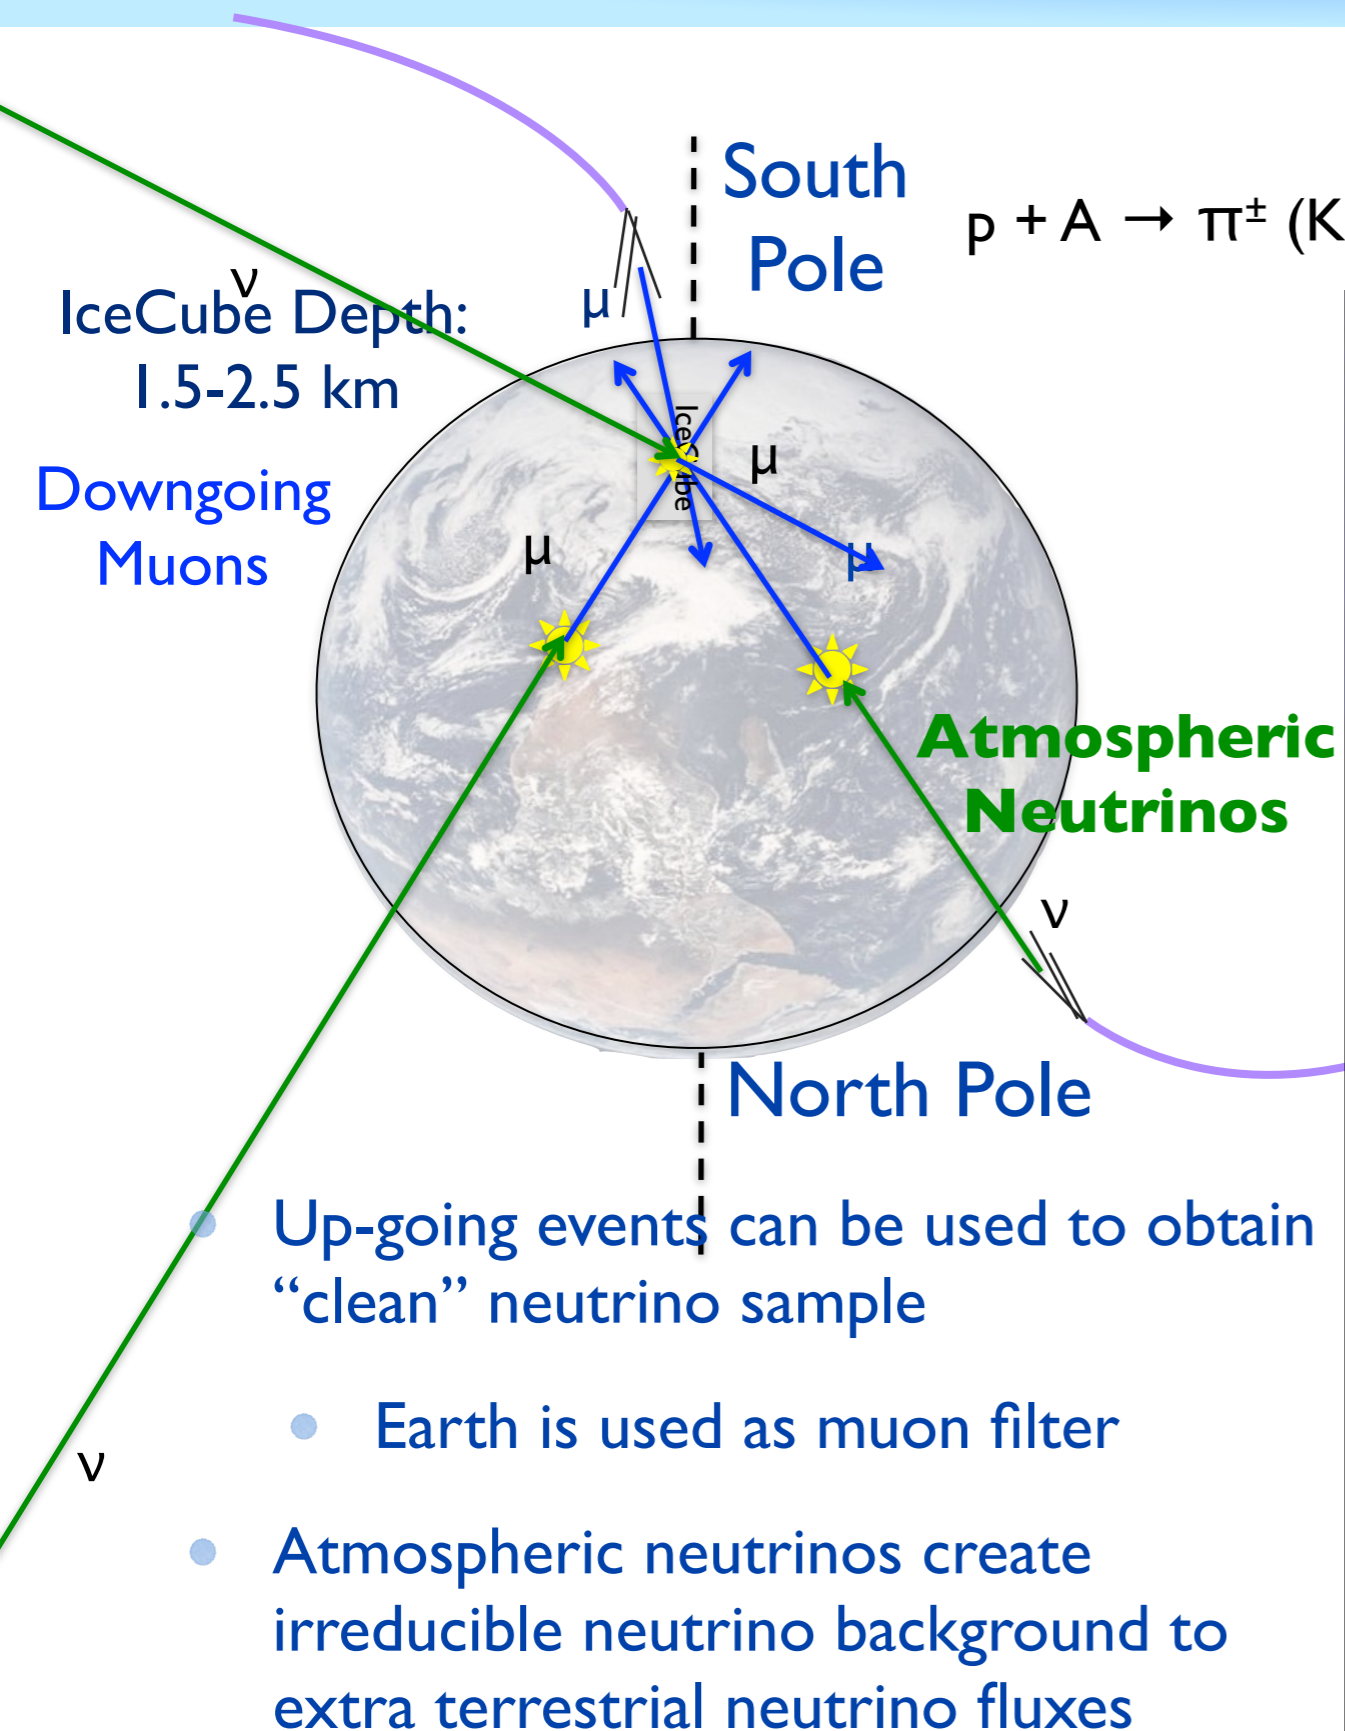 South
Pole
p + A → π± (K
ν
IceCube Depth:
1.5-2.5 km
μ
Downgoing
Muons
IceCube
μ
μ
μ
Atmospheric
Neutrinos
ν
North Pole
Up-going events can be used to obtain
“clean” neutrino sample
Earth is used as muon filter
ν
Atmospheric neutrinos create
irreducible neutrino background to
extra terrestrial neutrino fluxes